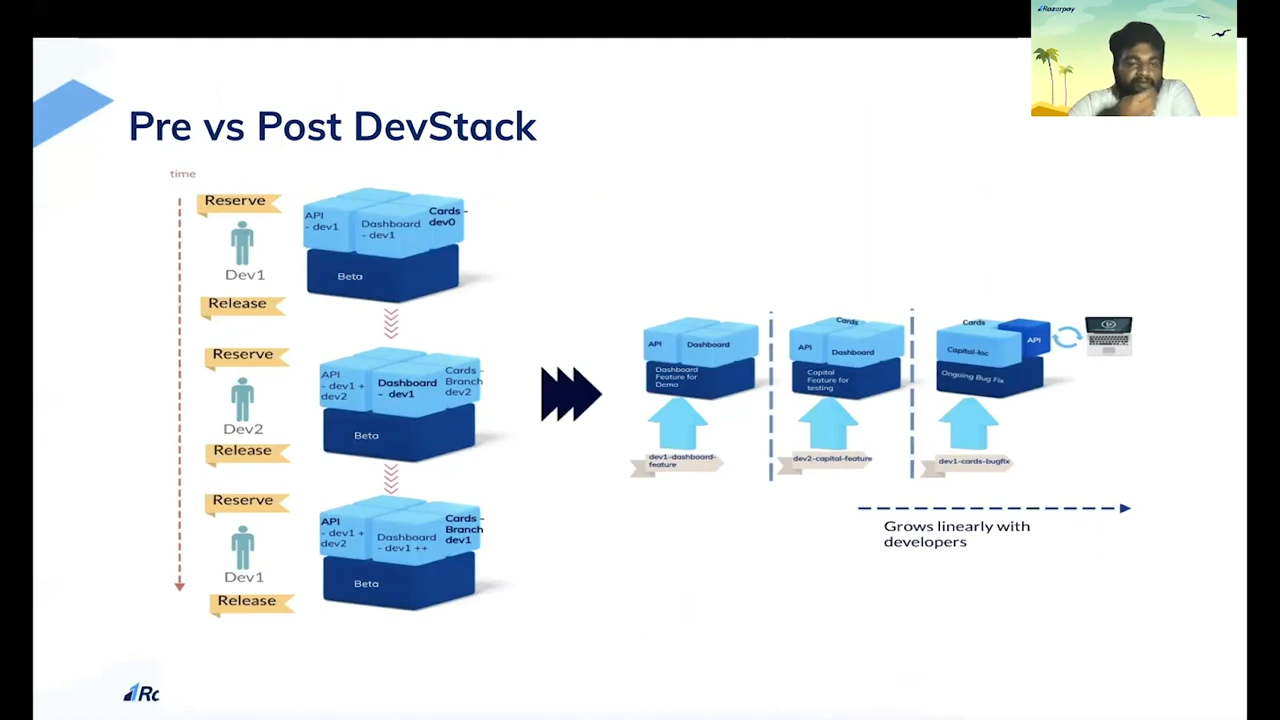 Razorpay
Pre vs Post DevStack
time
Reserve
Dev1
Release
API
- dev1
Dashboard
- dev1
Cards -
dev0
Beta
Reserve
Dev2
Release
API
- dev1 +
dev2
Dashboard
- dev1
Cards -
Branch
dev2
Beta
Reserve
Dev1
Release
API
- dev1 +
dev2
Dashboard
- dev1 ++
Cards -
Branch
dev1
Beta
API
Dashboard
Dashboard
Feature for
Demo
dev1-dashboard-
feature
Cards
API
Dashboard
Capital
Feature for
testing
dev2-capital-feature
Cards
API
Capital-loc
Ongoing Bug Fix
dev1-cards-bugfix
Grows linearly with
developers
Rc